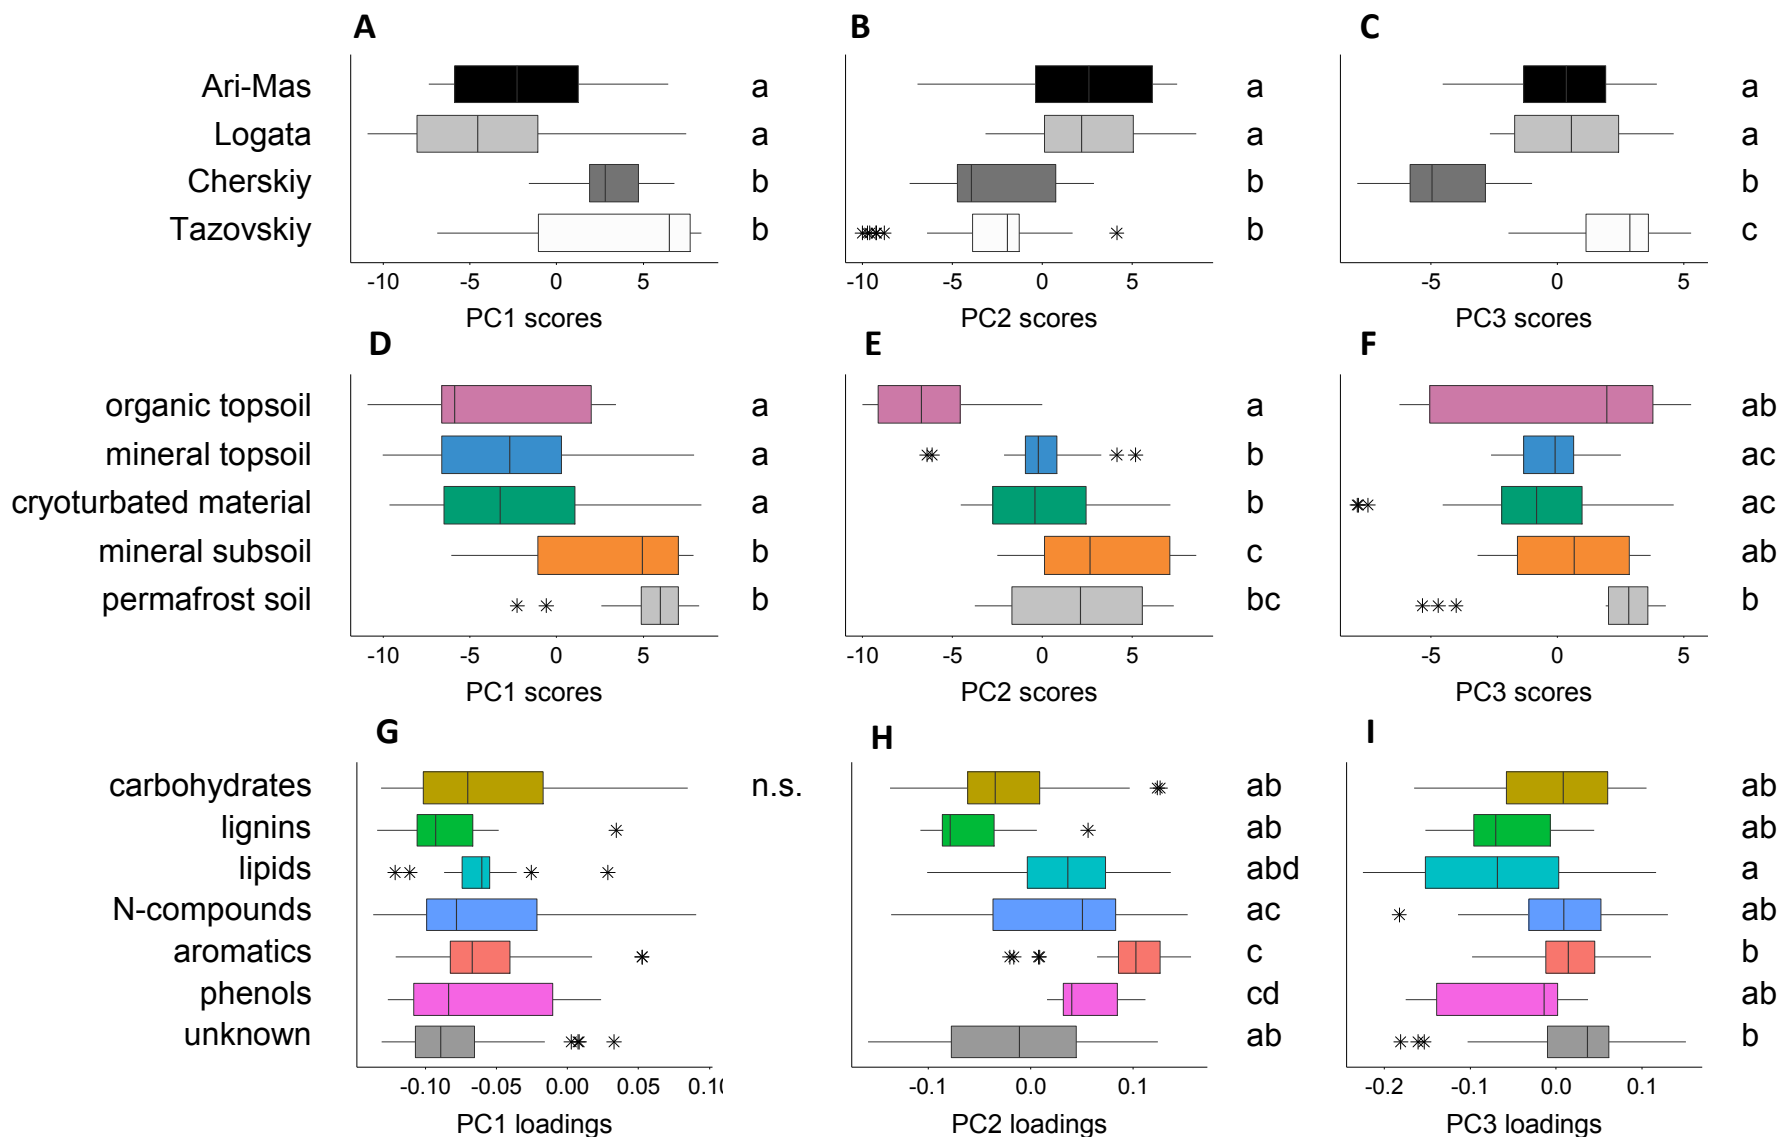 A B C
Ari-Mas a a a
Logata a a a
Cherskiy b b b
Tazovskiy b b c
-10 -5 0 5 -10 -5 0 5 -5 0 5
PC1 scores PC2 scores PC3 scores
D E F
organic topsoil a a ab
mineral topsoil a b ac
cryoturbated material a b ac
mineral subsoil b c ab
permafrost soil b bc b
-10 -5 0 5 -10 -5 0 5 -5 0 5
PC1 scores PC2 scores PC3 scores
G H I
carbohydrates n.s. ab ab
lignins ab ab
lipids abd a
N-compounds ac ab
aromatics c b
phenols cd ab
unknown ab b
-0.10 -0.05 0.00 0.05 -0.1 0.0 0.1 -0.2 -0.1 0.0 0.1
PC1 loadings PC2 loadings PC3 loadings